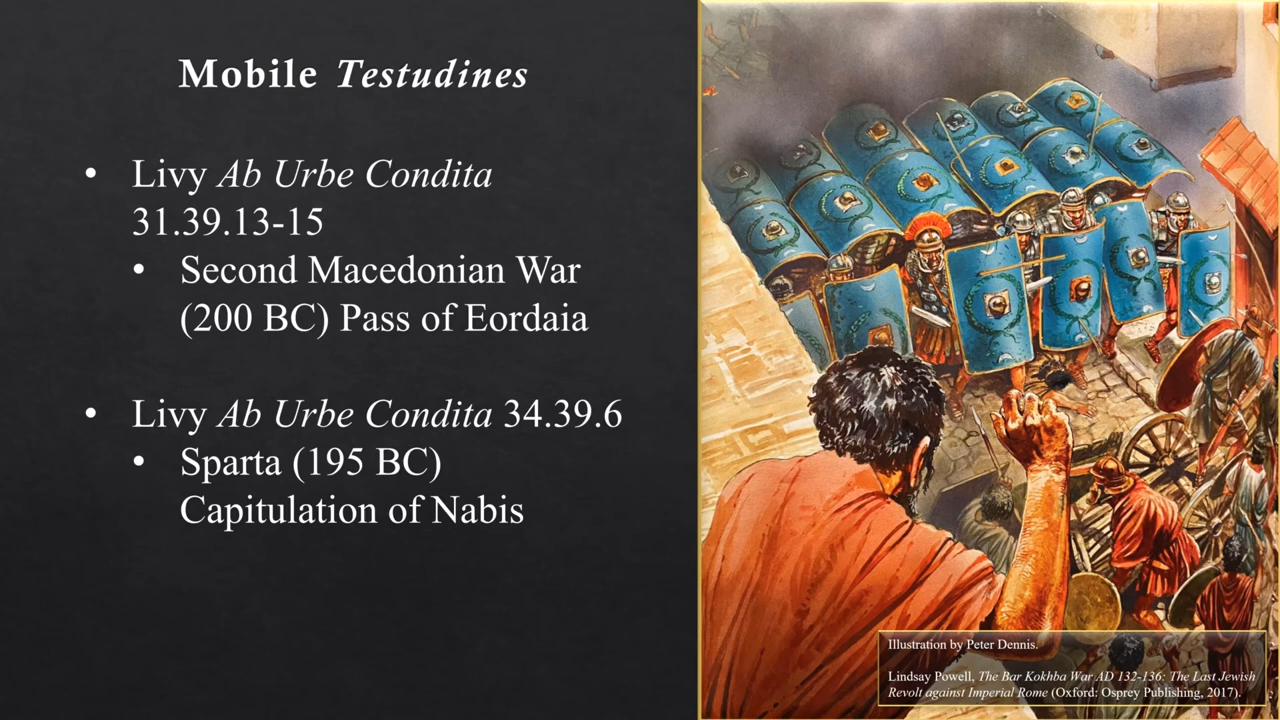 Mobile Testudines
• Livy Ab Urbe Condita
31.39.13-15
• Second Macedonian War
(200 BC) Pass of Eordaia
• Livy Ab Urbe Condita 34.39.6
• Sparta (195 BC)
Capitulation of Nabis
Illustration by Peter Dennis.
Lindsay Powell, The Bar Kokhba War AD 132-136: The Last Jewish
Revolt against Imperial Rome (Oxford: Osprey Publishing, 2017).